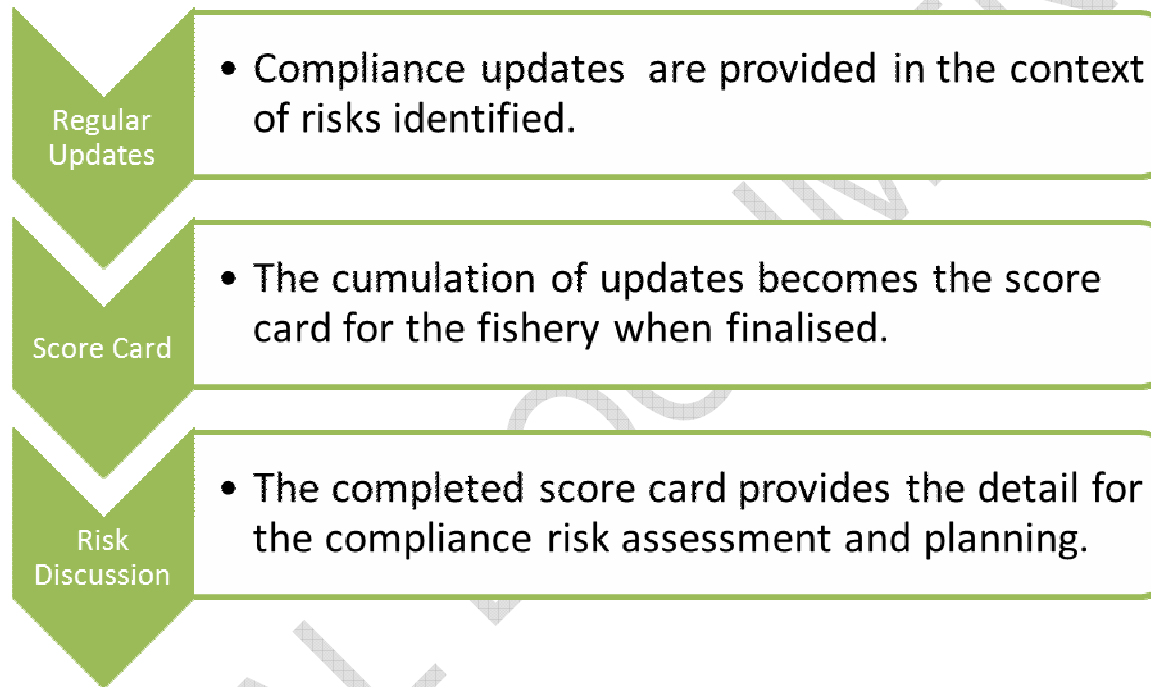 Regular
Updates
• Compliance updates are provided in the context
of risks identified.
Score Card
• The cumulation of updates becomes the score
card for the fishery when finalised.
Risk
Discussion
• The completed score card provides the detail for
the compliance risk assessment and planning.